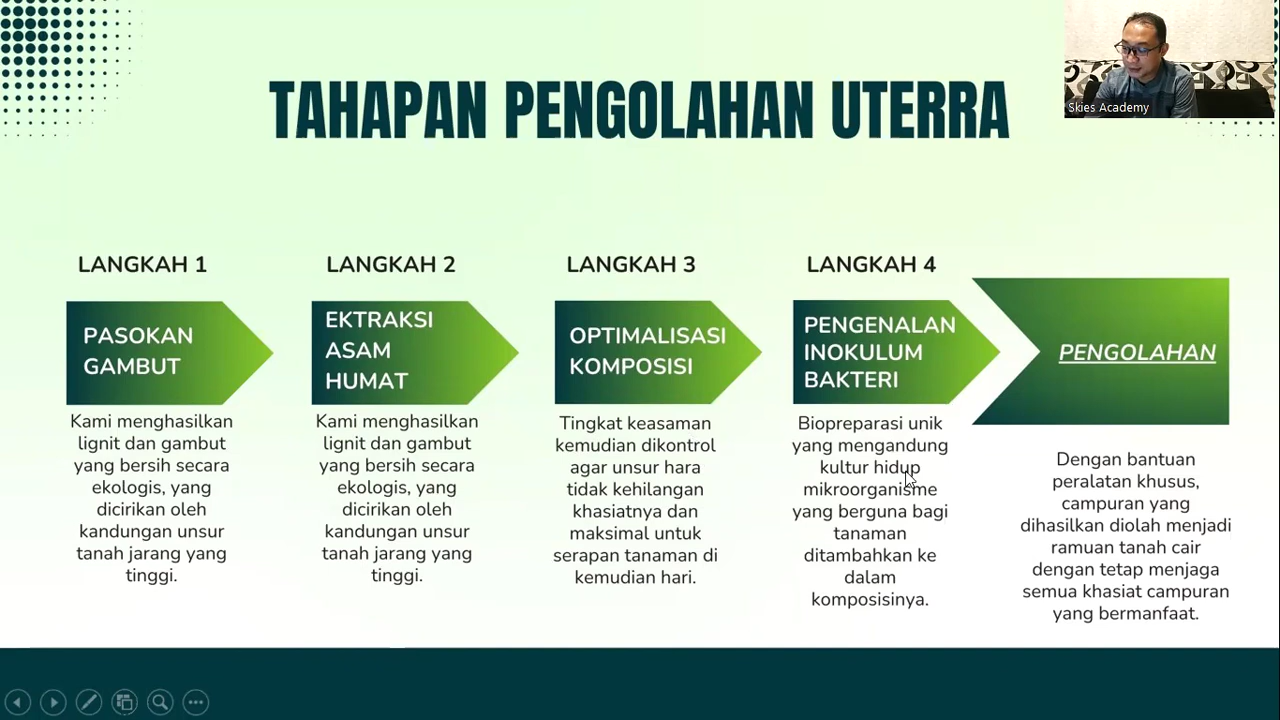 Skies Academy
TAHAPAN PENGOLAHAN UTERRA
LANGKAH 1
PASOKAN
GAMBUT
Kami menghasilkan
lignit dan gambut
yang bersih secara
ekologis, yang
dicirikan oleh
kandungan unsur
tanah jarang yang
tinggi.
LANGKAH 2
EKTRAKSI
ASAM
HUMAT
Kami menghasilkan
lignit dan gambut
yang bersih secara
ekologis, yang
dicirikan oleh
kandungan unsur
tanah jarang yang
tinggi.
LANGKAH 3
OPTIMALISASI
KOMPOSISI
Tingkat keasaman
kemudian dikontrol
agar unsur hara
tidak kehilangan
khasiatnya dan
maksimal untuk
serapan tanaman di
kemudian hari.
LANGKAH 4
PENGENALAN
INOKULUM
BAKTERI
Biopreparasi unik
yang mengandung
kultur hidup
mikroorganisme
yang berguna bagi
tanaman
ditambahkan ke
dalam
komposisinya.
PENGOLAHAN
Dengan bantuan
peralatan khusus,
campuran yang
dihasilkan diolah menjadi
ramuan tanah cair
dengan tetap menjaga
semua khasiat campuran
yang bermanfaat.